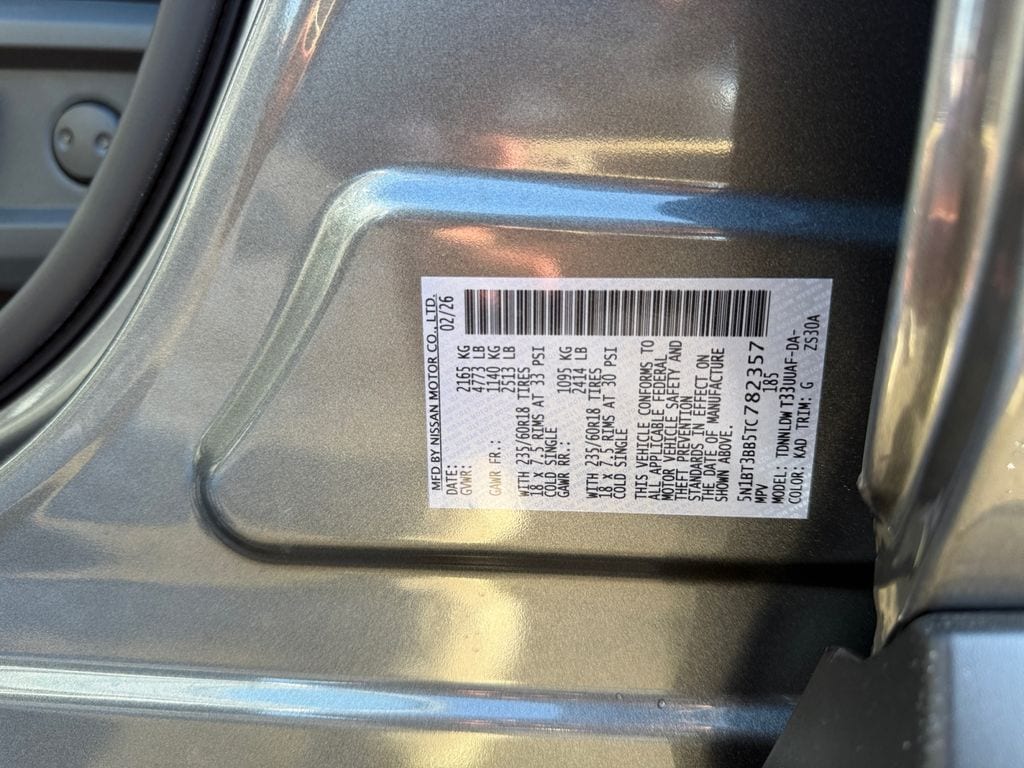 MFD BY NISSAN MOTOR CO., LTD.
DATE: 02/26
GVWR: 2165 KG
4773 LB
GAWR FR.: 1140 KG
2513 LB
WITH 235/60R18 TIRES
18 X 7.5 RIMS AT 33 PSI
COLD SINGLE
GAWR RR.: 1095 KG
2414 LB
WITH 235/60R18 TIRES
18 X 7.5 RIMS AT 30 PSI
COLD SINGLE
THIS VEHICLE CONFORMS TO
ALL APPLICABLE FEDERAL
MOTOR VEHICLE SAFETY AND
THEFT PREVENTION
STANDARDS IN EFFECT ON
THE DATE OF MANUFACTURE
SHOWN ABOVE.
5N1BT3BB5TC782357
MPV 185
MODEL: TDNNLDW T33UUAF-DA-
COLOR: KAD TRIM: G ZS30A